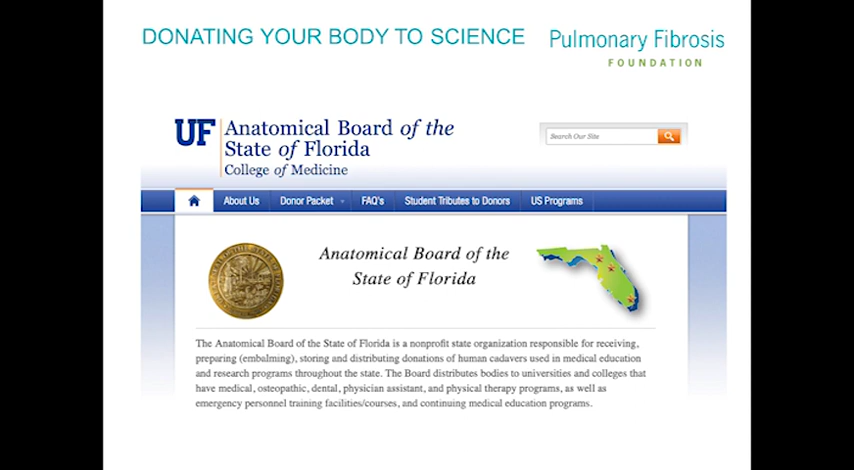 DONATING YOUR BODY TO SCIENCE
Pulmonary Fibrosis
FOUNDATION
UF
Anatomical Board of the
State of Florida
College of Medicine
Search Our Site
About Us
Donor Packet
FAQ's
Student Tributes to Donors
US Programs
Anatomical Board of the
State of Florida
The Anatomical Board of the State of Florida is a nonprofit state organization responsible for receiving,
preparing (embalming), storing and distributing donations of human cadavers used in medical education
and research programs throughout the state. The Board distributes bodies to universities and colleges that
have medical, osteopathic, dental, physician assistant, and physical therapy programs, as well as
emergency personnel training facilities/courses, and continuing medical education programs.